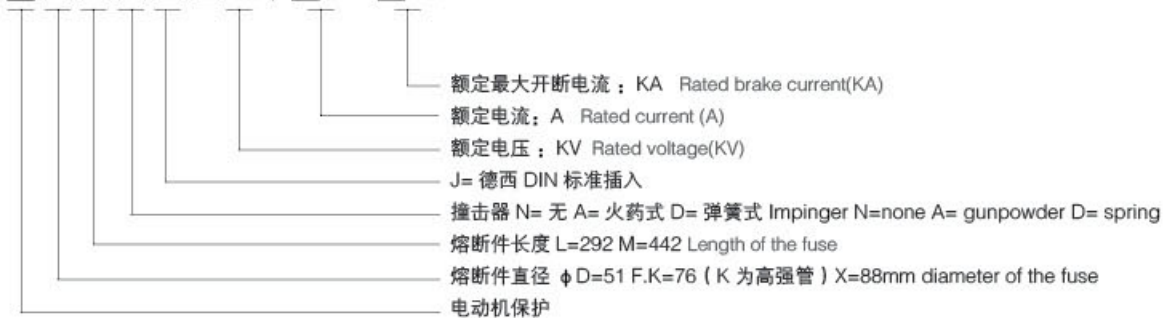 额定最大开断电流：KA Rated brake current(KA)
额定电流：A Rated current (A)
额定电压：KV Rated voltage(KV)
J= 德西 DIN 标准插入
撞击器 N= 无 A= 火药式 D= 弹簧式 Impinger N=none A= gunpowder D= spring
熔断件长度 L=292 M=442 Length of the fuse
熔断件直径 φD=51 F.K=76（K 为高强管）X=88mm diameter of the fuse
电动机保护